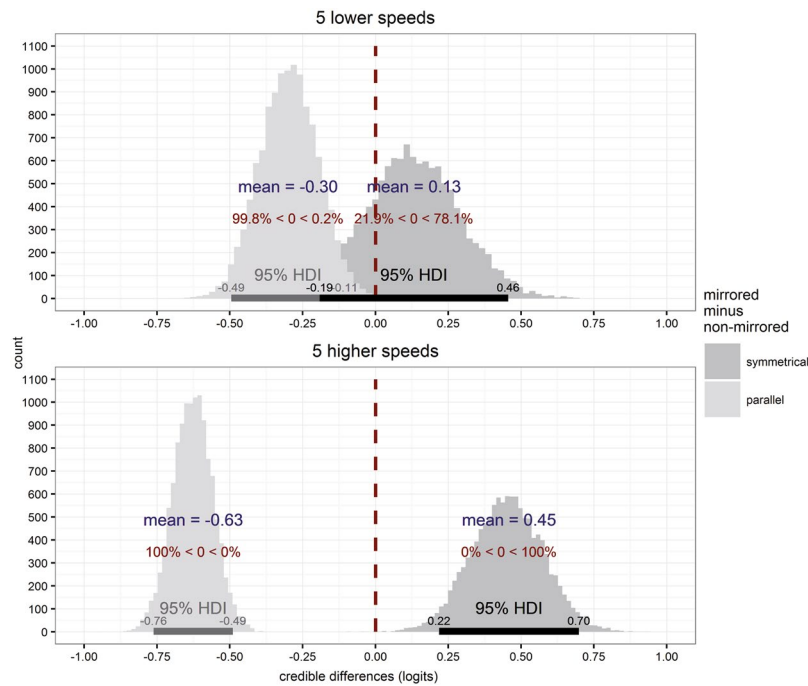 5 lower speeds
1100
1000
900
800
700
600
500
400
300
200
100
0
mean = -0.30
mean = 0.13
99.8% < 0 < 0.2%
21.9% < 0 < 78.1%
95% HDI
95% HDI
-0.49
-0.19
-0.11
0.46
-1.00
-0.75
-0.50
-0.25
0.00
0.25
0.50
0.75
1.00
count
5 higher speeds
1100
1000
900
800
700
600
500
400
300
200
100
0
mean = -0.63
mean = 0.45
100% < 0 < 0%
0% < 0 < 100%
95% HDI
95% HDI
-0.76
-0.49
0.22
0.70
-1.00
-0.75
-0.50
-0.25
0.00
0.25
0.50
0.75
1.00
credible differences (logits)
mirrored
minus
non-mirrored
symmetrical
parallel